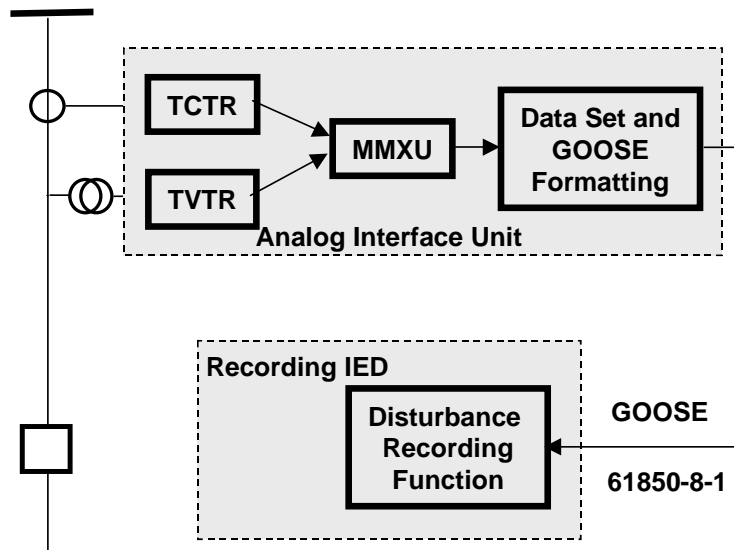 TCTR
TVTR
MMXU
Data Set and
GOOSE
Formatting
Analog Interface Unit
Recording IED
Disturbance
Recording
Function
GOOSE
61850-8-1